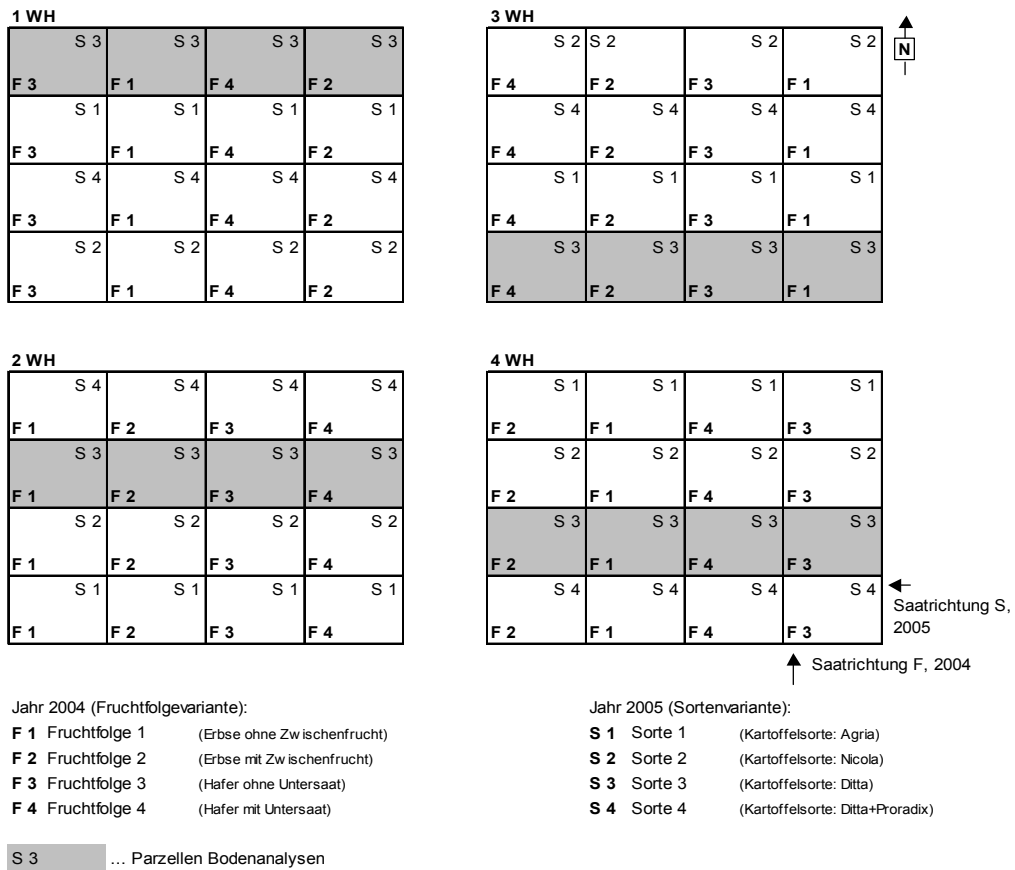 1 WH
S 3 S 3 S 3 S 3
F 3 F 1 F 4 F 2
S 1 S 1 S 1 S 1
F 3 F 1 F 4 F 2
S 4 S 4 S 4 S 4
F 3 F 1 F 4 F 2
S 2 S 2 S 2 S 2
F 3 F 1 F 4 F 2
3 WH
S 2 S 2 S 2 S 2
F 4 F 2 F 3 F 1
S 4 S 4 S 4 S 4
F 4 F 2 F 3 F 1
S 1 S 1 S 1 S 1
F 4 F 2 F 3 F 1
S 3 S 3 S 3 S 3
F 4 F 2 F 3 F 1
N
2 WH
S 4 S 4 S 4 S 4
F 1 F 2 F 3 F 4
S 3 S 3 S 3 S 3
F 1 F 2 F 3 F 4
S 2 S 2 S 2 S 2
F 1 F 2 F 3 F 4
S 1 S 1 S 1 S 1
F 1 F 2 F 3 F 4
4 WH
S 1 S 1 S 1 S 1
F 2 F 1 F 4 F 3
S 2 S 2 S 2 S 2
F 2 F 1 F 4 F 3
S 3 S 3 S 3 S 3
F 2 F 1 F 4 F 3
S 4 S 4 S 4 S 4
F 2 F 1 F 4 F 3
Saatrichtung S,
2005
Saatrichtung F, 2004
Jahr 2004 (Fruchtfolgevariante):
F 1 Fruchtfolge 1 (Erbse ohne Zwischenfrucht)
F 2 Fruchtfolge 2 (Erbse mit Zwischenfrucht)
F 3 Fruchtfolge 3 (Hafer ohne Untersaat)
F 4 Fruchtfolge 4 (Hafer mit Untersaat)
Jahr 2005 (Sortenvariante):
S 1 Sorte 1 (Kartoffelsorte: Agria)
S 2 Sorte 2 (Kartoffelsorte: Nicola)
S 3 Sorte 3 (Kartoffelsorte: Ditta)
S 4 Sorte 4 (Kartoffelsorte: Ditta+Proradix)
S 3 … Parzellen Bodenanalysen